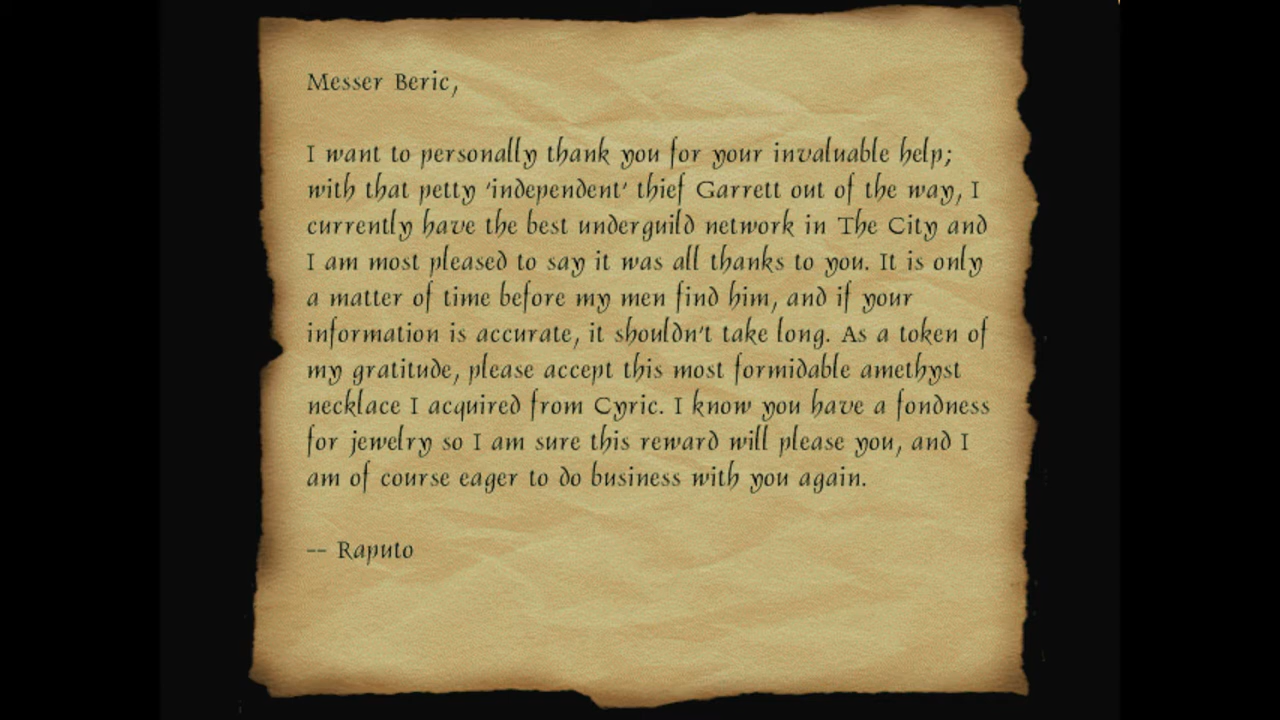 Messer Beric,
I want to personally thank you for your invaluable help;
with that petty 'independent' thief Garrett out of the way, I
currently have the best underguild network in The City and
I am most pleased to say it was all thanks to you. It is only
a matter of time before my men find him, and if your
information is accurate, it shouldn't take long. As a token of
my gratitude, please accept this most formidable amethyst
necklace I acquired from Cyric. I know you have a fondness
for jewelry so I am sure this reward will please you, and I
am of course eager to do business with you again.
-- Raputo